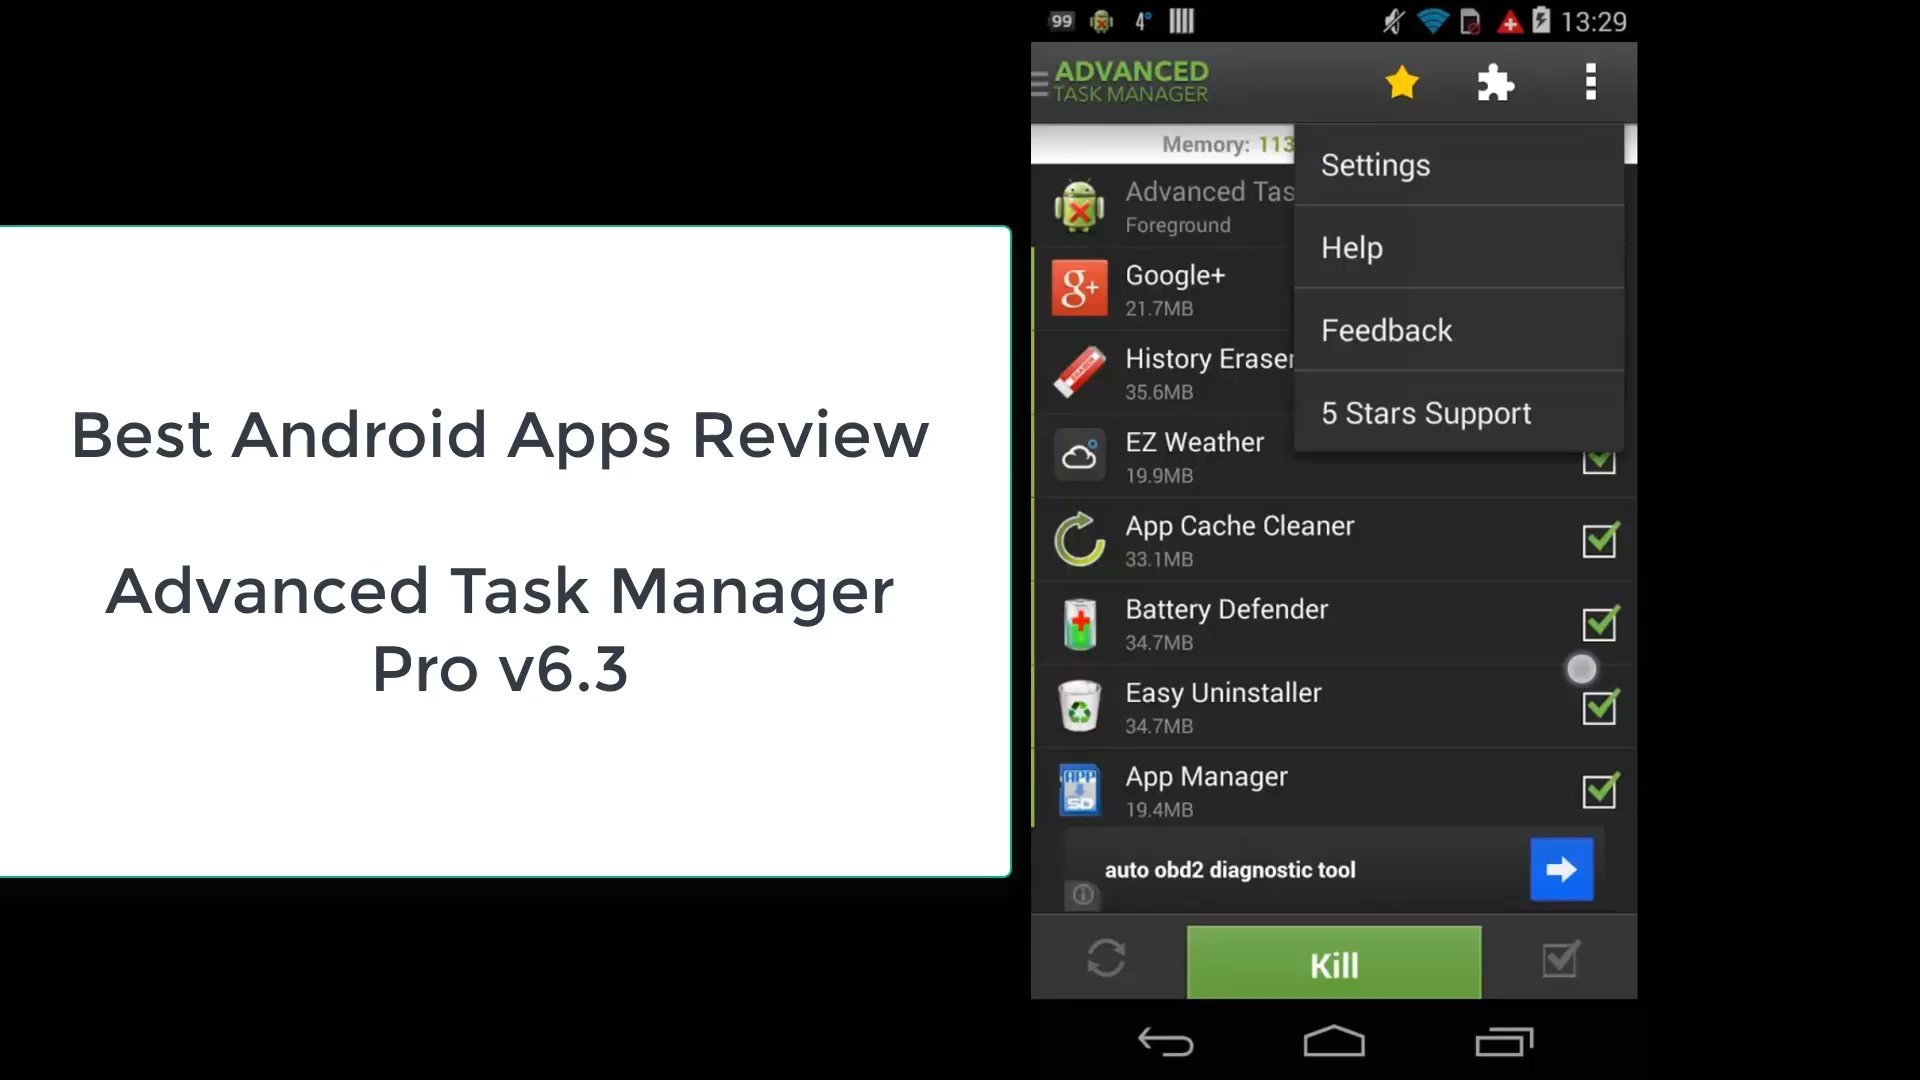 Best Android Apps Review
Advanced Task Manager
Pro v6.3
99
4°
13:29
ADVANCED
TASK MANAGER
Memory: 113
Settings
Help
Feedback
5 Stars Support
Advanced Tas
Foreground
Google+
21.7MB
History Eraser
35.6MB
EZ Weather
19.9MB
App Cache Cleaner
33.1MB
Battery Defender
34.7MB
Easy Uninstaller
34.7MB
APP
SD
App Manager
19.4MB
auto obd2 diagnostic tool
Kill